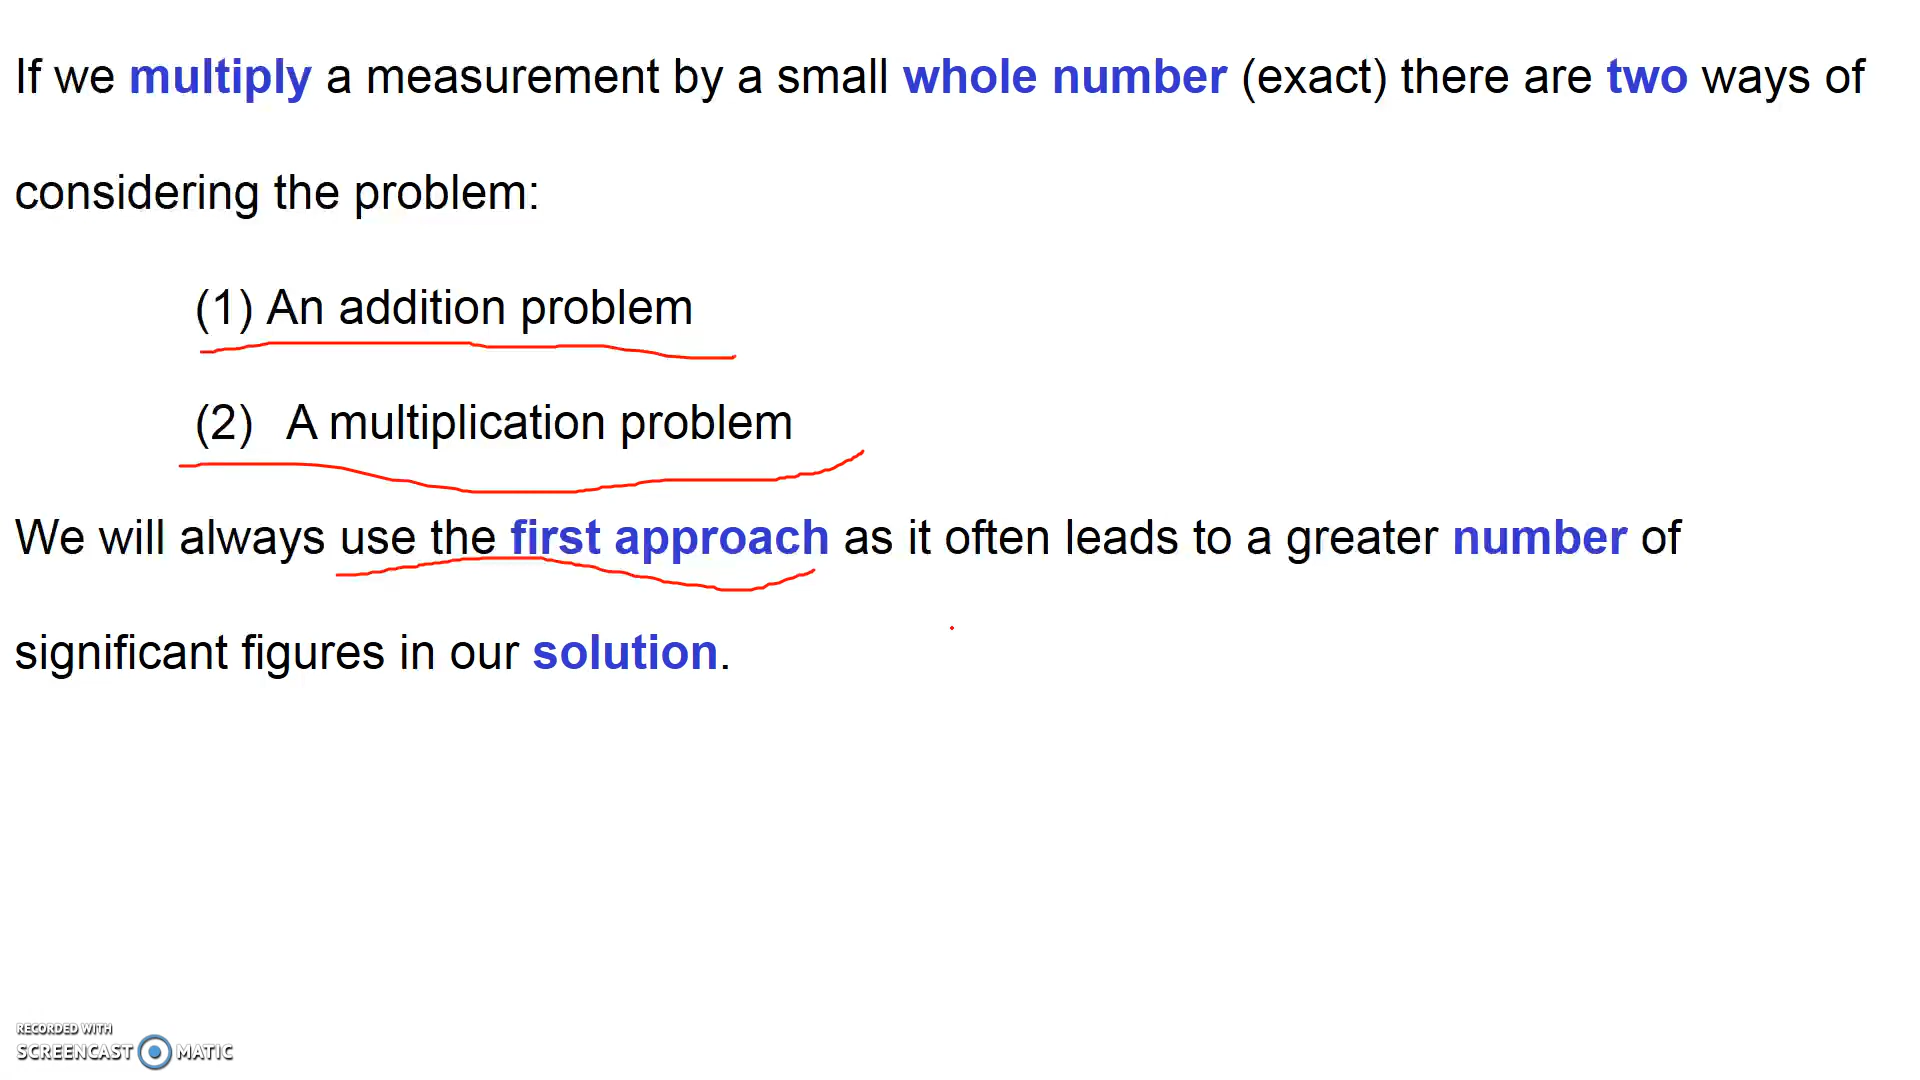 If we multiply a measurement by a small whole number (exact) there are two ways of
considering the problem:
(1) An addition problem
(2) A multiplication problem
We will always use the first approach as it often leads to a greater number of
significant figures in our solution.
RECORDED WITH
SCREENCAST MATIC